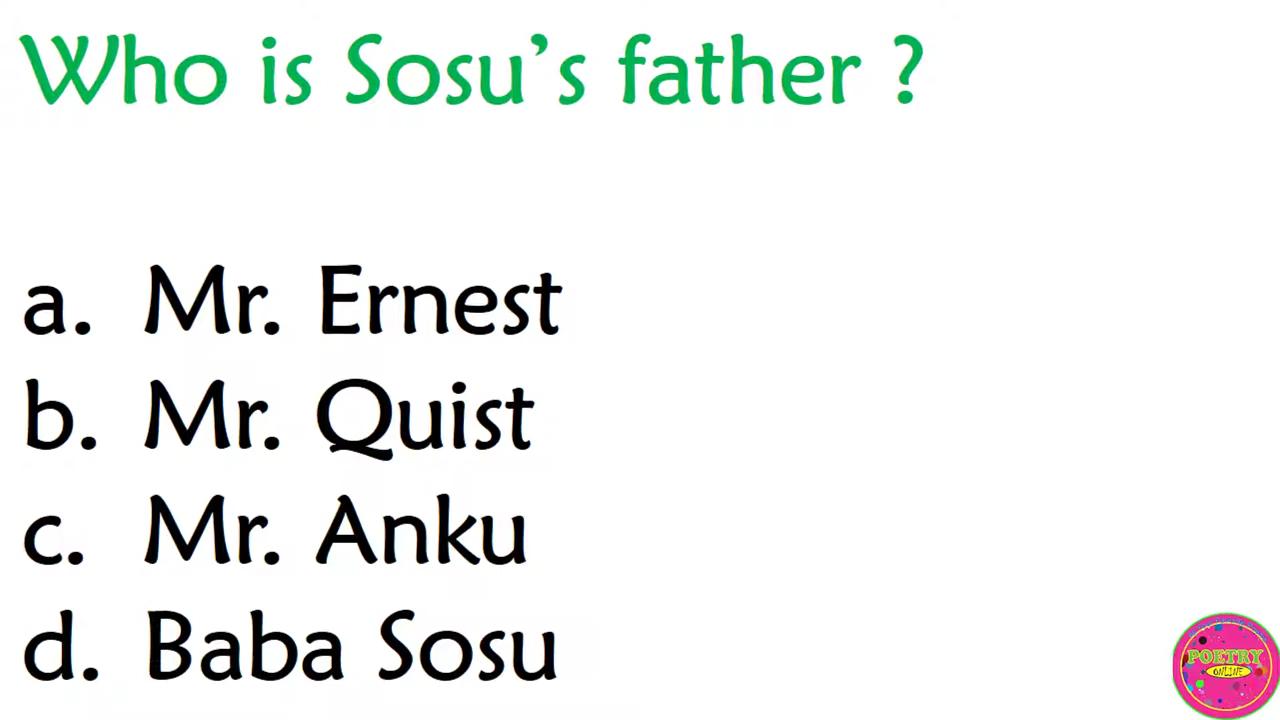 Who is Sosu’s father ?
a. Mr. Ernest
b. Mr. Quist
c. Mr. Anku
d. Baba Sosu
POETRY
ONLINE